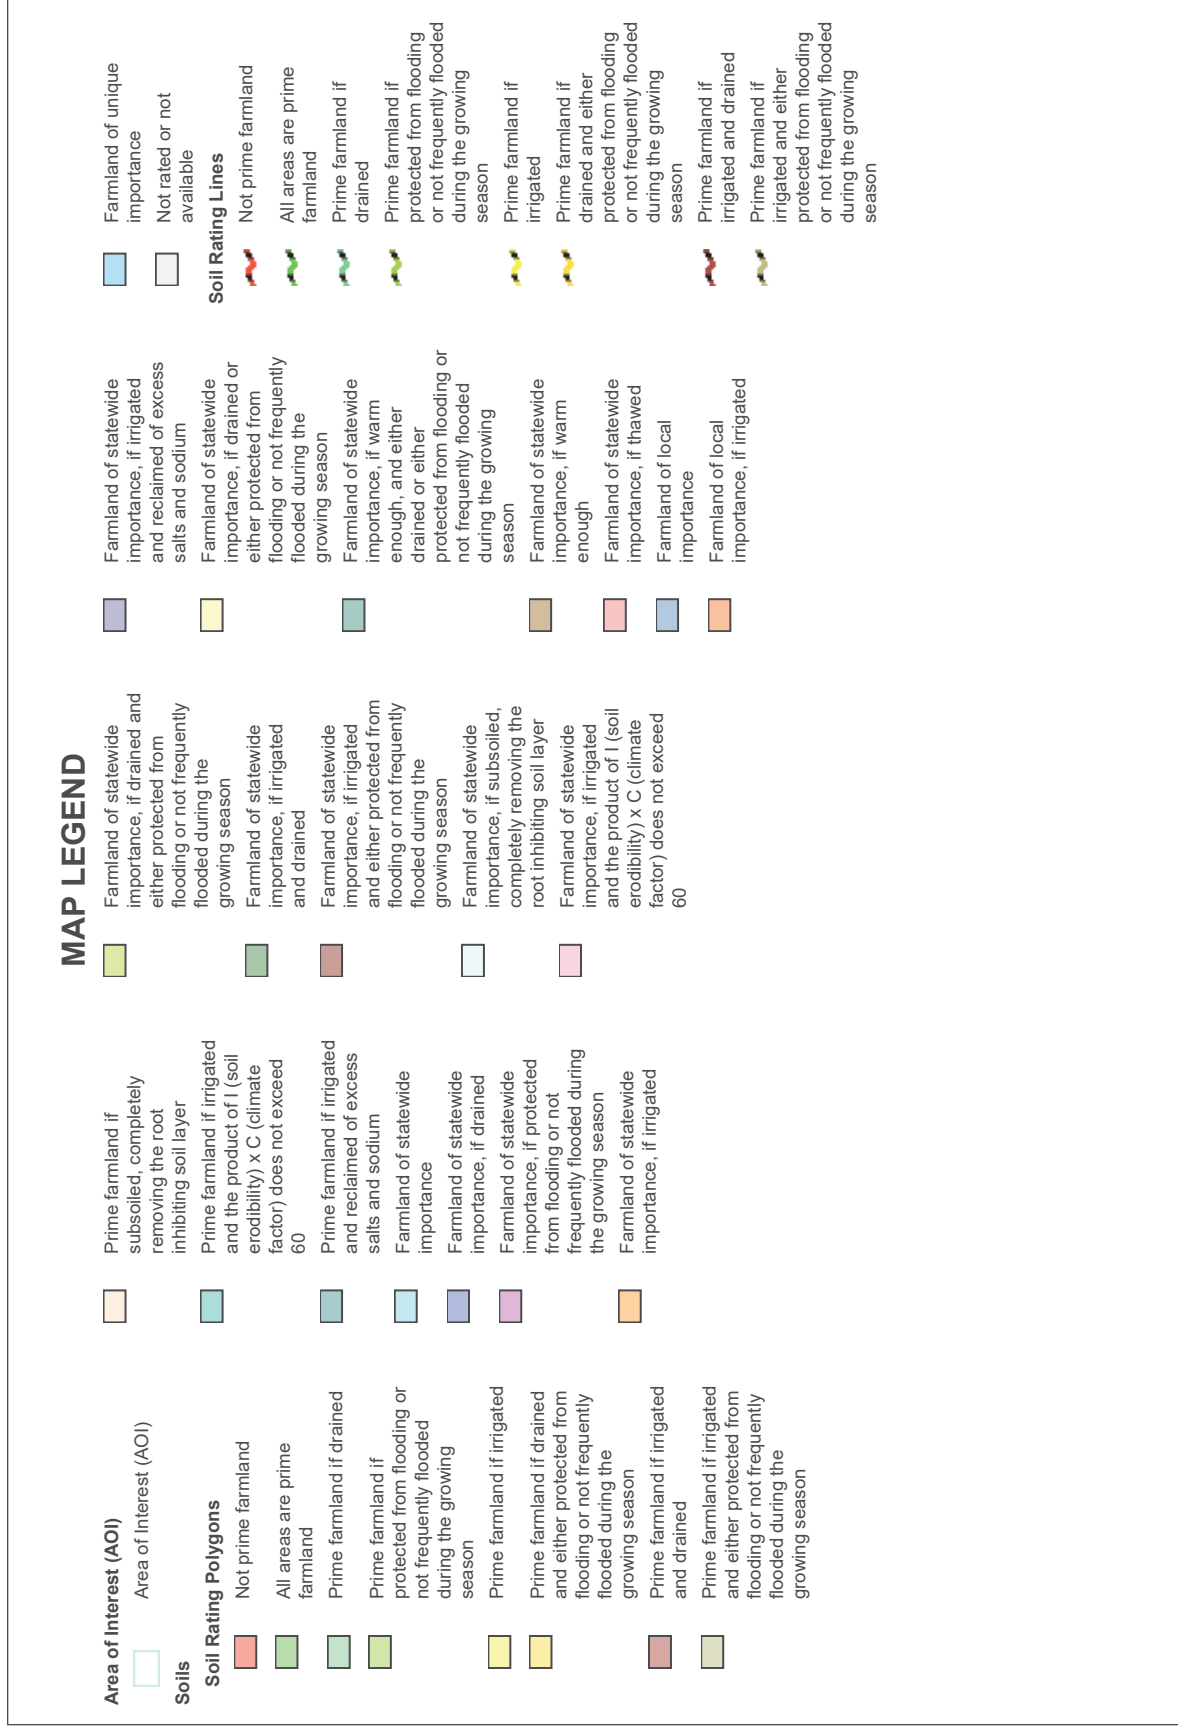 MAP LEGEND
Area of Interest (AOI)
Area of Interest (AOI)
Soils
Soil Rating Polygons
Not prime farmland
All areas are prime
farmland
Prime farmland if drained
Prime farmland if
protected from flooding or
not frequently flooded
during the growing
season
Prime farmland if irrigated
Prime farmland if drained
and either protected from
flooding or not frequently
flooded during the
growing season
Prime farmland if irrigated
and drained
Prime farmland if irrigated
and either protected from
flooding or not frequently
flooded during the
growing season
Prime farmland if
subsoiled, completely
removing the root
inhibiting soil layer
Prime farmland if irrigated
and the product of I (soil
erodibility) x C (climate
factor) does not exceed
60
Prime farmland if irrigated
and reclaimed of excess
salts and sodium
Farmland of statewide
importance
Farmland of statewide
importance, if drained
Farmland of statewide
importance, if protected
from flooding or not
frequently flooded during
the growing season
Farmland of statewide
importance, if irrigated
Farmland of statewide
importance, if drained and
either protected from
flooding or not frequently
flooded during the
growing season
Farmland of statewide
importance, if irrigated
and drained
Farmland of statewide
importance, if irrigated
and either protected from
flooding or not frequently
flooded during the
growing season
Farmland of statewide
importance, if subsoiled,
completely removing the
root inhibiting soil layer
Farmland of statewide
importance, if irrigated
and the product of I (soil
erodibility) x C (climate
factor) does not exceed
60
Farmland of statewide
importance, if irrigated
and reclaimed of excess
salts and sodium
Farmland of statewide
importance, if drained or
either protected from
flooding or not frequently
flooded during the
growing season
Farmland of statewide
importance, if warm
enough, and either
drained or either
protected from flooding or
not frequently flooded
during the growing
season
Farmland of statewide
importance, if warm
enough
Farmland of statewide
importance, if thawed
Farmland of local
importance
Farmland of local
importance, if irrigated
Farmland of unique
importance
Not rated or not
available
Soil Rating Lines
Not prime farmland
All areas are prime
farmland
Prime farmland if
drained
Prime farmland if
protected from flooding
or not frequently flooded
during the growing
season
Prime farmland if
irrigated
Prime farmland if
drained and either
protected from flooding
or not frequently flooded
during the growing
season
Prime farmland if
irrigated and drained
Prime farmland if
irrigated and either
protected from flooding
or not frequently flooded
during the growing
season